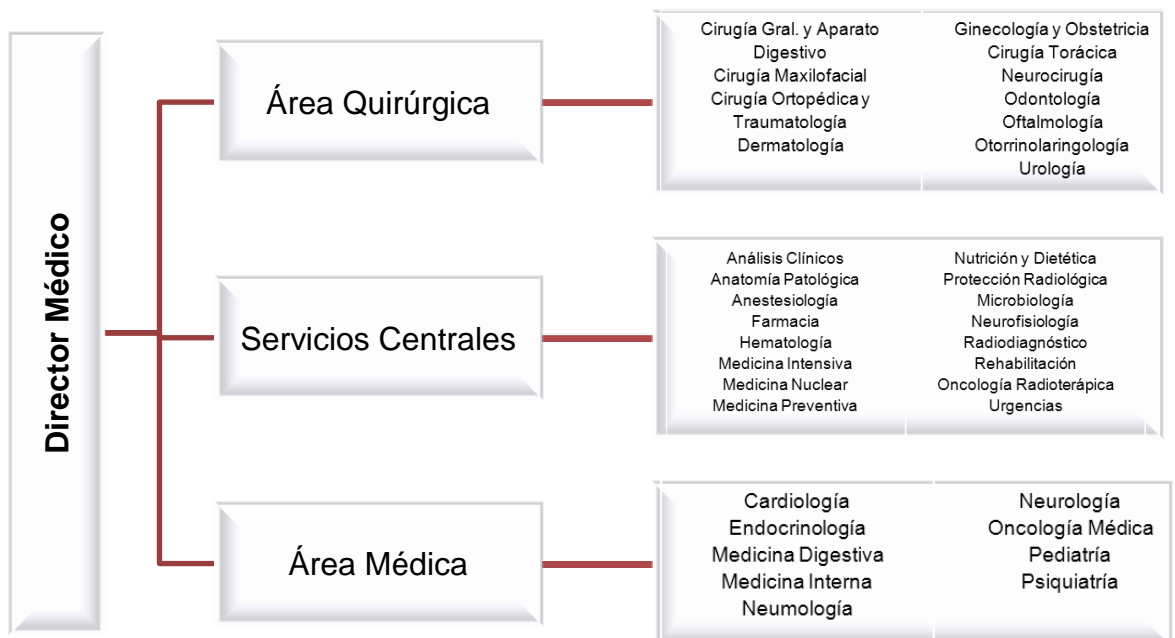 Director Médico
Área Quirúrgica
Cirugía Gral. y Aparato
Digestivo
Cirugía Maxilofacial
Cirugía Ortopédica y
Traumatología
Dermatología
Ginecología y Obstetricia
Cirugía Torácica
Neurocirugía
Odontología
Oftalmología
Otorrinolaringología
Urología
Servicios Centrales
Análisis Clínicos
Anatomía Patológica
Anestesiología
Farmacia
Hematología
Medicina Intensiva
Medicina Nuclear
Medicina Preventiva
Nutrición y Dietética
Protección Radiológica
Microbiología
Neurofisiología
Radiodiagnóstico
Rehabilitación
Oncología Radioterápica
Urgencias
Área Médica
Cardiología
Endocrinología
Medicina Digestiva
Medicina Interna
Neumología
Neurología
Oncología Médica
Pediatría
Psiquiatría